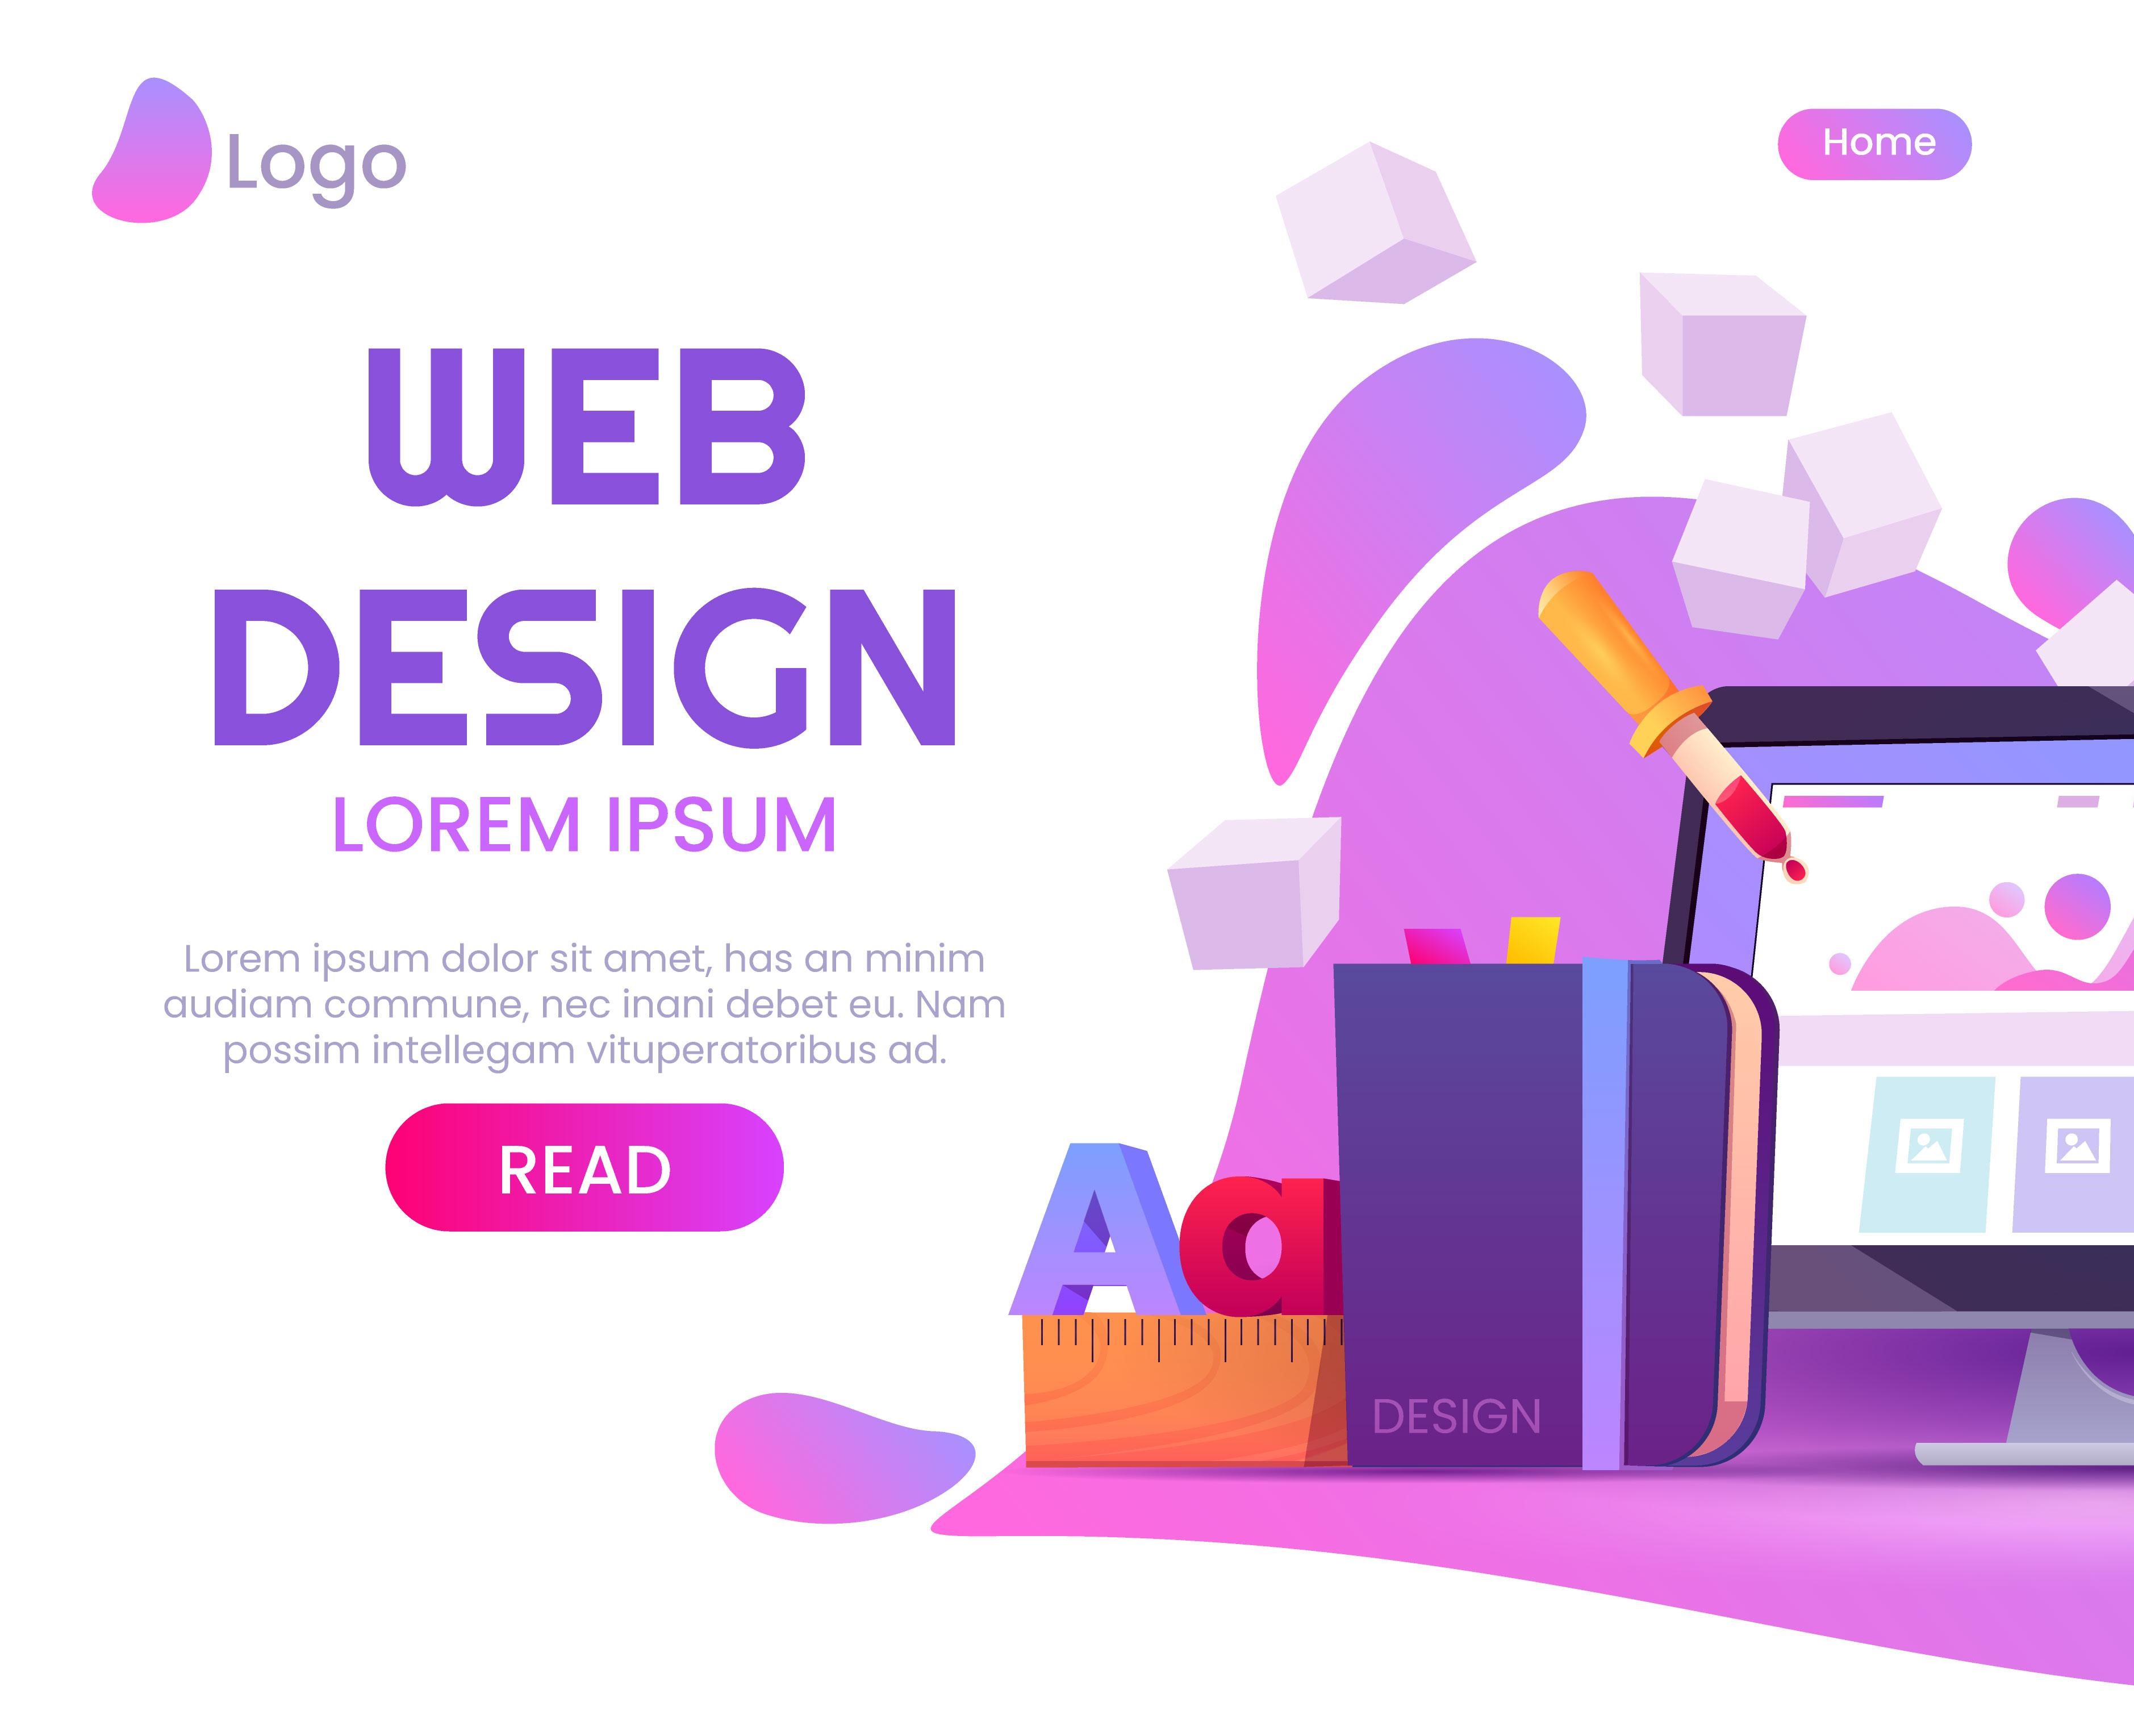 Logo
Home
WEB
DESIGN
LOREM IPSUM
Lorem ipsum dolor sit amet, has an minim
audiam commune, nec inani debet eu. Nam
possim intellegam vituperatoribus ad.
READ
Aa
DESIGN